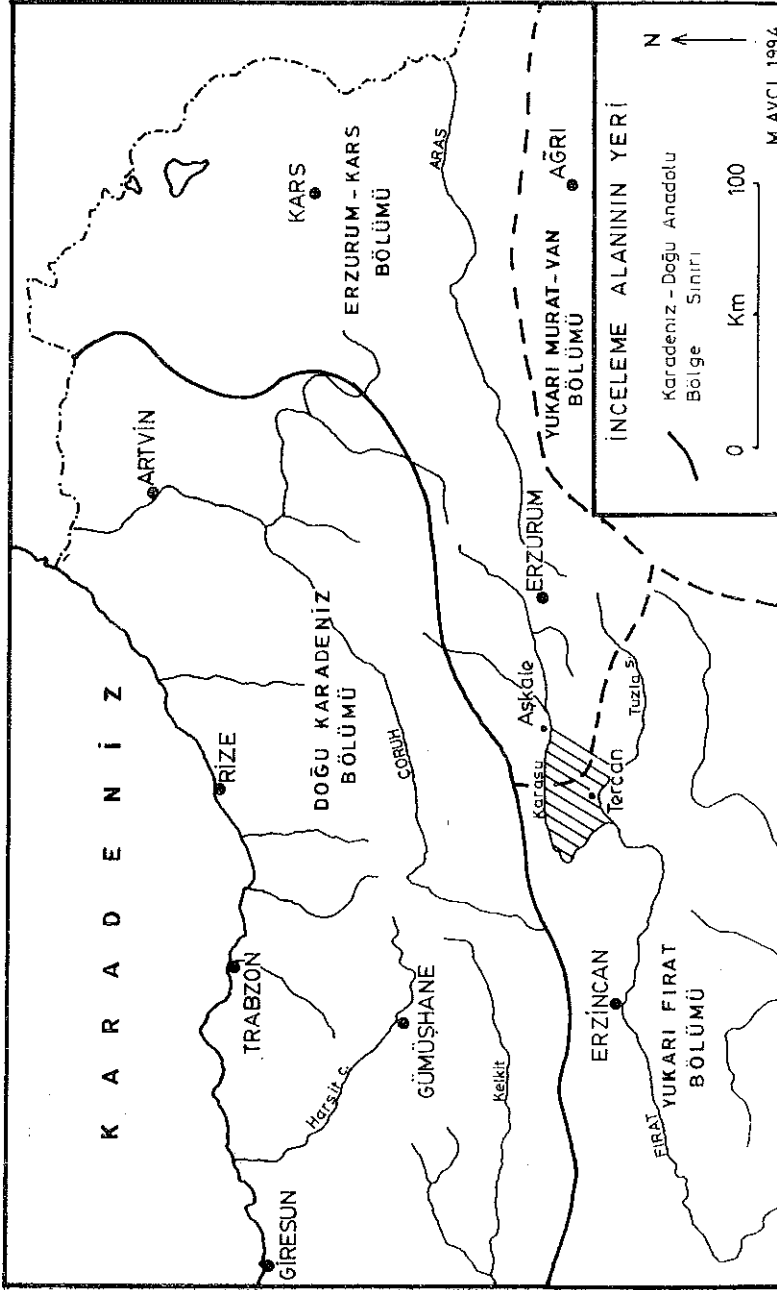 KARADENİZ
GİRESUN
TRABZON
RİZE
ARTVİN
Harşit Ç.
GÜMÜŞHANE
Kelkit
DOĞU KARADENİZ
BÖLÜMÜ
ÇORUH
KARS
ERZURUM-KARS
BÖLÜMÜ
ARAS
AĞRI
YUKARI MURAT-VAN
BÖLÜMÜ
ERZURUM
Aşkale
Karasu
Tercan
Tuzla S.
ERZİNCAN
YUKARI FIRAT
BÖLÜMÜ
FIRAT
İNCELEME ALANININ YERİ
N
Karadeniz-Doğu Anadolu
Bölge Sınırı
0 Km 100
M.AVCI 1994